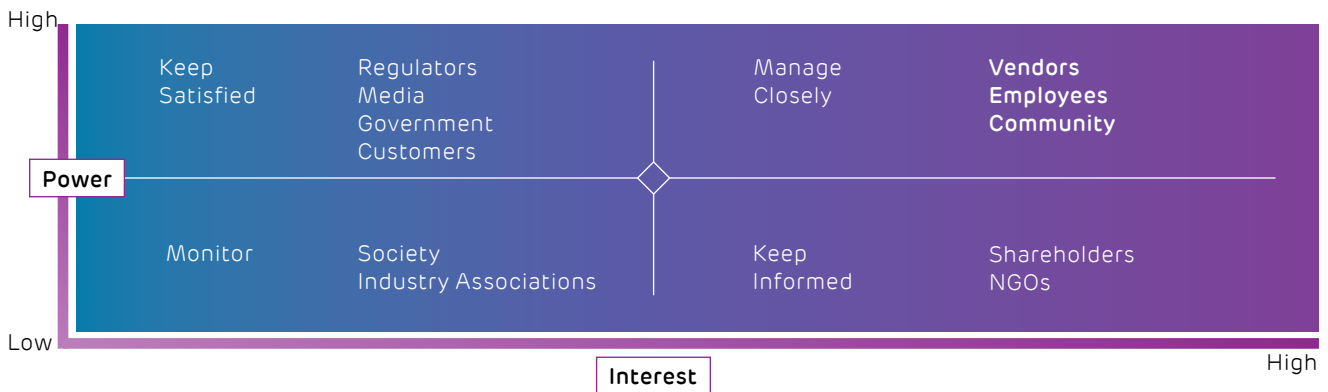 High
Keep
Satisfied
Regulators
Media
Government
Customers
Manage
Closely
Vendors
Employees
Community
Power
Monitor
Society
Industry Associations
Keep
Informed
Shareholders
NGOs
Low
High
Interest